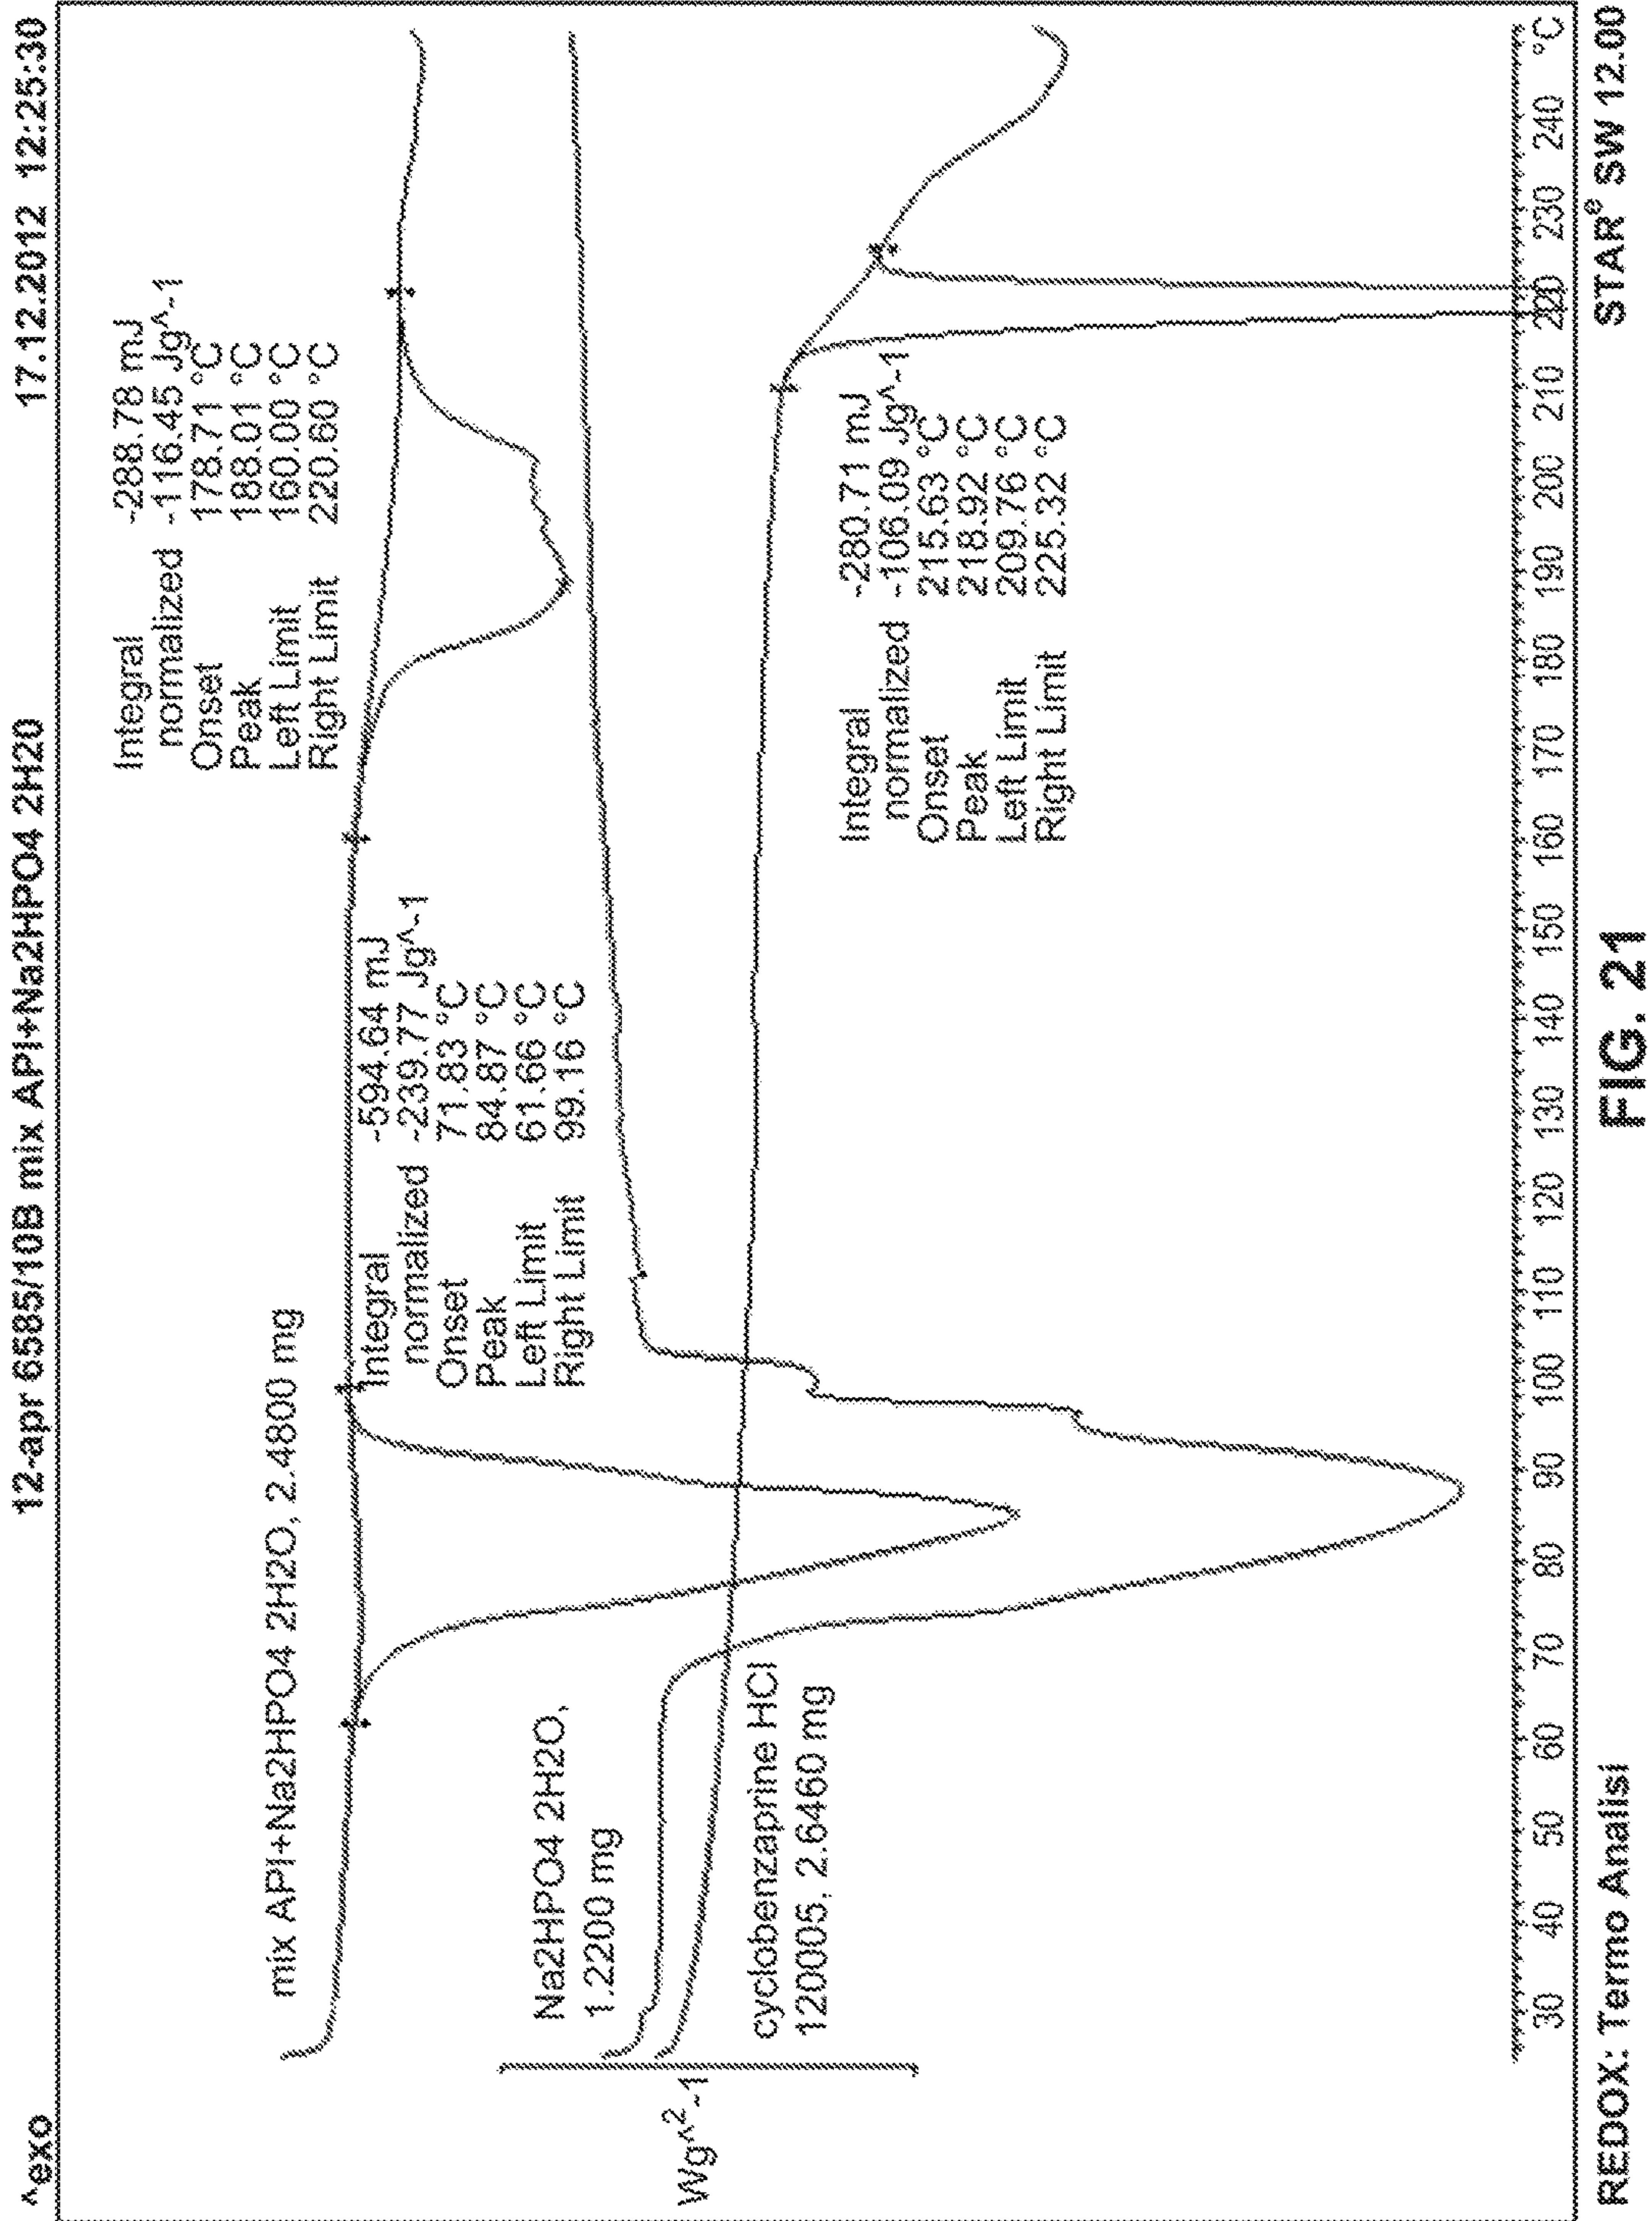 ^exo
12-apr 6585/10B mix API+Na2HPO4 2H20
17.12.2012 12:25:30
mix API+Na2HPO4 2H2O, 2.4800 mg
Integral -594.64 mJ
normalized -239.77 Jg^-1
Onset 71.83 °C
Peak 84.87 °C
Left Limit 61.66 °C
Right Limit 99.16 °C
Integral -288.78 mJ
normalized -116.45 Jg^-1
Onset 178.71 °C
Peak 188.01 °C
Left Limit 160.00 °C
Right Limit 220.60 °C
Na2HPO4 2H2O,
1.2200 mg
Wg^-1
2
cyclobenzaprine HCl
120005, 2.6460 mg
Integral -280.71 mJ
normalized -106.09 Jg^-1
Onset 215.63 °C
Peak 218.92 °C
Left Limit 209.76 °C
Right Limit 225.32 °C
30 40 50 60 70 80 90 100 110 120 130 140 150 160 170 180 190 200 210 220 230 240 °C
REDOX: Termo Analisi
STARe SW 12.00
FIG. 21